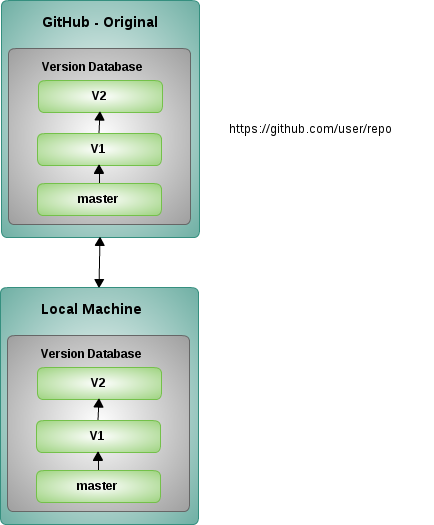 GitHub - Original
Version Database
V2
V1
master
https://github.com/user/repo
Local Machine
Version Database
V2
V1
master